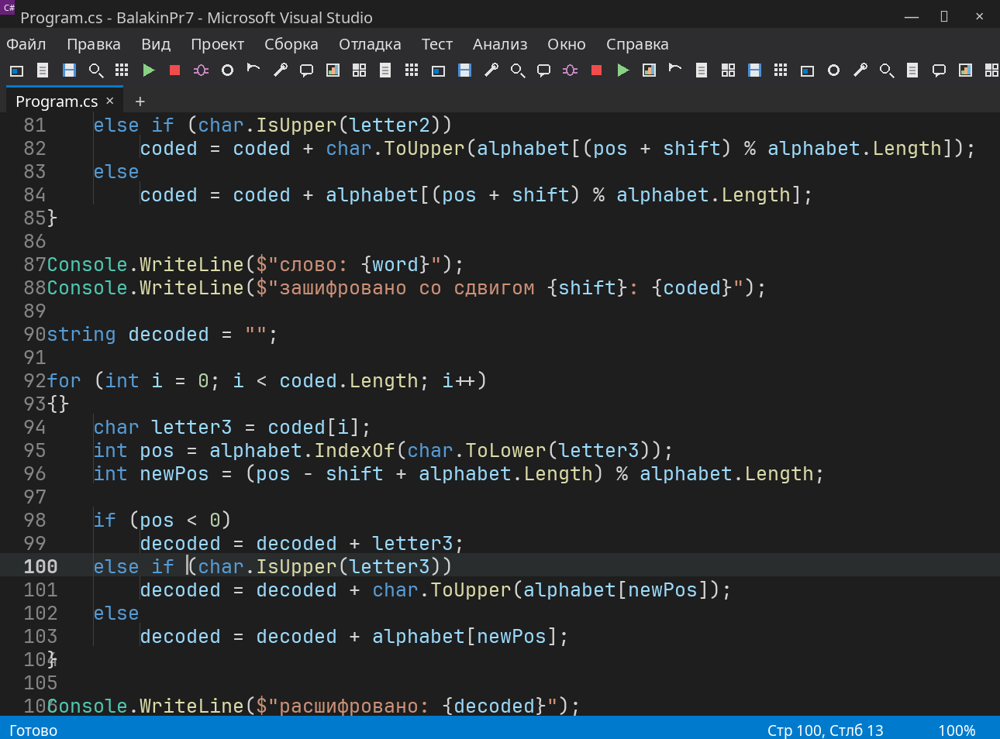 C#
Program.cs - BalakinPr7 - Microsoft Visual Studio
Файл Правка Вид Проект Сборка Отладка Тест Анализ Окно Справка
Program.cs × +
81 else if (char.IsUpper(letter2))
82 coded = coded + char.ToUpper(alphabet[(pos + shift) % alphabet.Length]);
83 else
84 coded = coded + alphabet[(pos + shift) % alphabet.Length];
85 }
86
87 Console.WriteLine($"слово: {word}");
88 Console.WriteLine($"зашифровано со сдвигом {shift}: {coded}");
89
90 string decoded = "";
91
92 for (int i = 0; i < coded.Length; i++)
93 {}
94 char letter3 = coded[i];
95 int pos = alphabet.IndexOf(char.ToLower(letter3));
96 int newPos = (pos - shift + alphabet.Length) % alphabet.Length;
97
98 if (pos < 0)
99 decoded = decoded + letter3;
100 else if (char.IsUpper(letter3))
101 decoded = decoded + char.ToUpper(alphabet[newPos]);
102 else
103 decoded = decoded + alphabet[newPos];
104 }
105
106 Console.WriteLine($"расшифровано: {decoded}");
Готово Стр 100, Стлб 13 100%